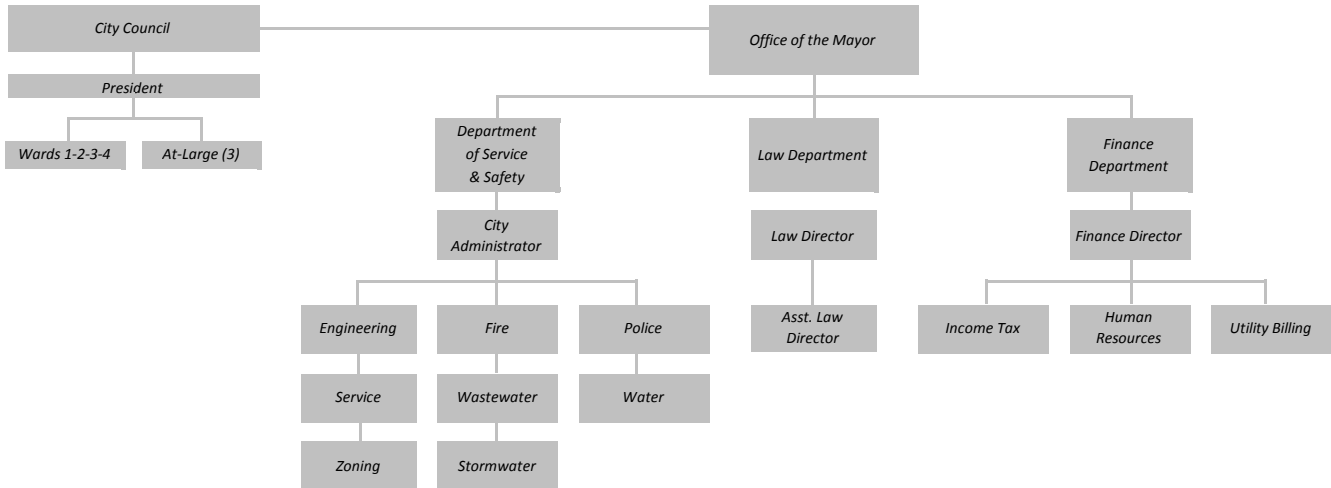 City Council
Office of the Mayor
President
Wards 1-2-3-4
At-Large (3)
Department
of Service
& Safety
Law Department
Finance
Department
City
Administrator
Law Director
Finance Director
Engineering
Fire
Police
Asst. Law
Director
Income Tax
Human
Resources
Utility Billing
Service
Wastewater
Water
Zoning
Stormwater